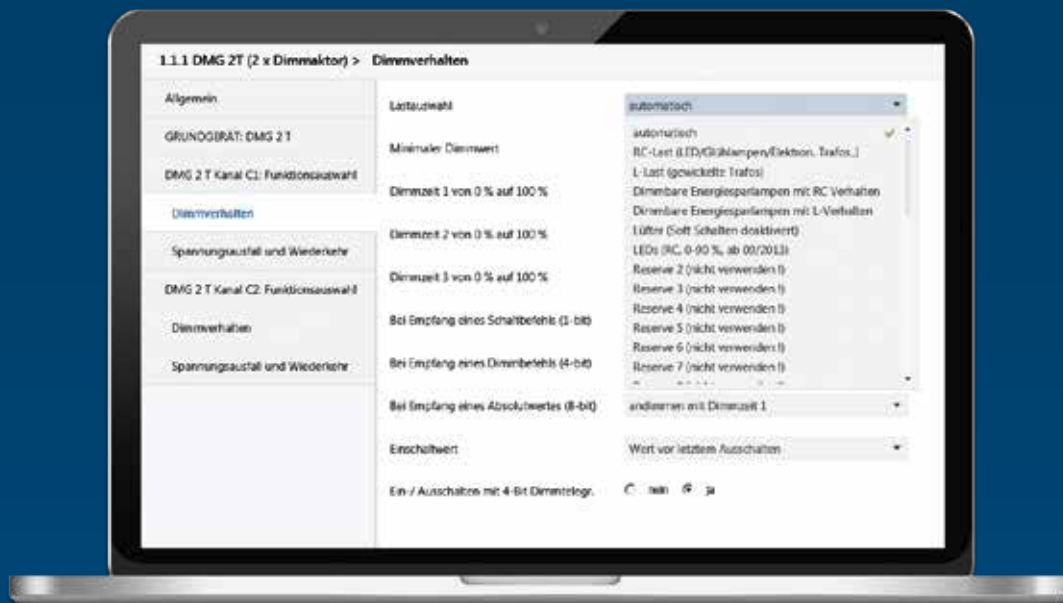 1.1.1 DMG 2T (2 x Dimmaktor) > Dimmverhalten
Allgemein
GRUNDGERÄT: DMG 2 T
DMG 2 T Kanal C1: Funktionsauswahl
Dimmverhalten
Spannungsausfall und Wiederkehr
DMG 2 T Kanal C2: Funktionsauswahl
Dimmverhalten
Spannungsausfall und Wiederkehr
Lastauswahl
automatisch
automatisch
RC-Last (LED/Glühlampen/Elektron. Trafos..)
L-Last (gewickelte Trafos)
Dimmbare Energiesparlampen mit RC Verhalten
Dimmbare Energiesparlampen mit L-Verhalten
Lüfter (Soft Schalten deaktiviert)
LEDs (RC, 0-90 %, ab 09/2013)
Reserve 2 (nicht verwenden !)
Reserve 3 (nicht verwenden !)
Reserve 4 (nicht verwenden !)
Reserve 5 (nicht verwenden !)
Reserve 6 (nicht verwenden !)
Reserve 7 (nicht verwenden !)
Minimaler Dimmwert
Dimmzeit 1 von 0 % auf 100 %
Dimmzeit 2 von 0 % auf 100 %
Dimmzeit 3 von 0 % auf 100 %
Bei Empfang eines Schaltbefehls (1-bit)
Bei Empfang eines Dimmbefehls (4-bit)
Bei Empfang eines Absolutwertes (8-bit) andimmen mit Dimmzeit 1
Einschaltwert Wert vor letztem Ausschalten
Ein-/ Ausschalten mit 4-Bit Dimmtelegr. nein ja